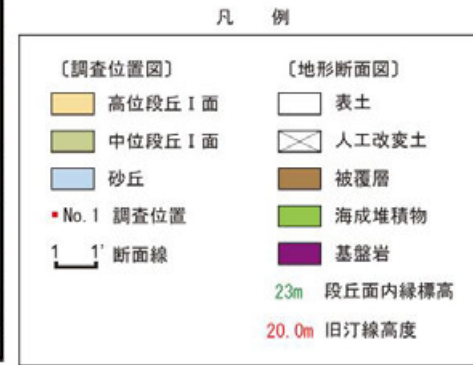 凡 例
〔調査位置図〕
高位段丘Ⅰ面
中位段丘Ⅰ面
砂丘
No.1 調査位置
1 1' 断面線
〔地形断面図〕
表土
人工改変土
被覆層
海成堆積物
基盤岩
23m 段丘面内縁標高
20.0m 旧汀線高度